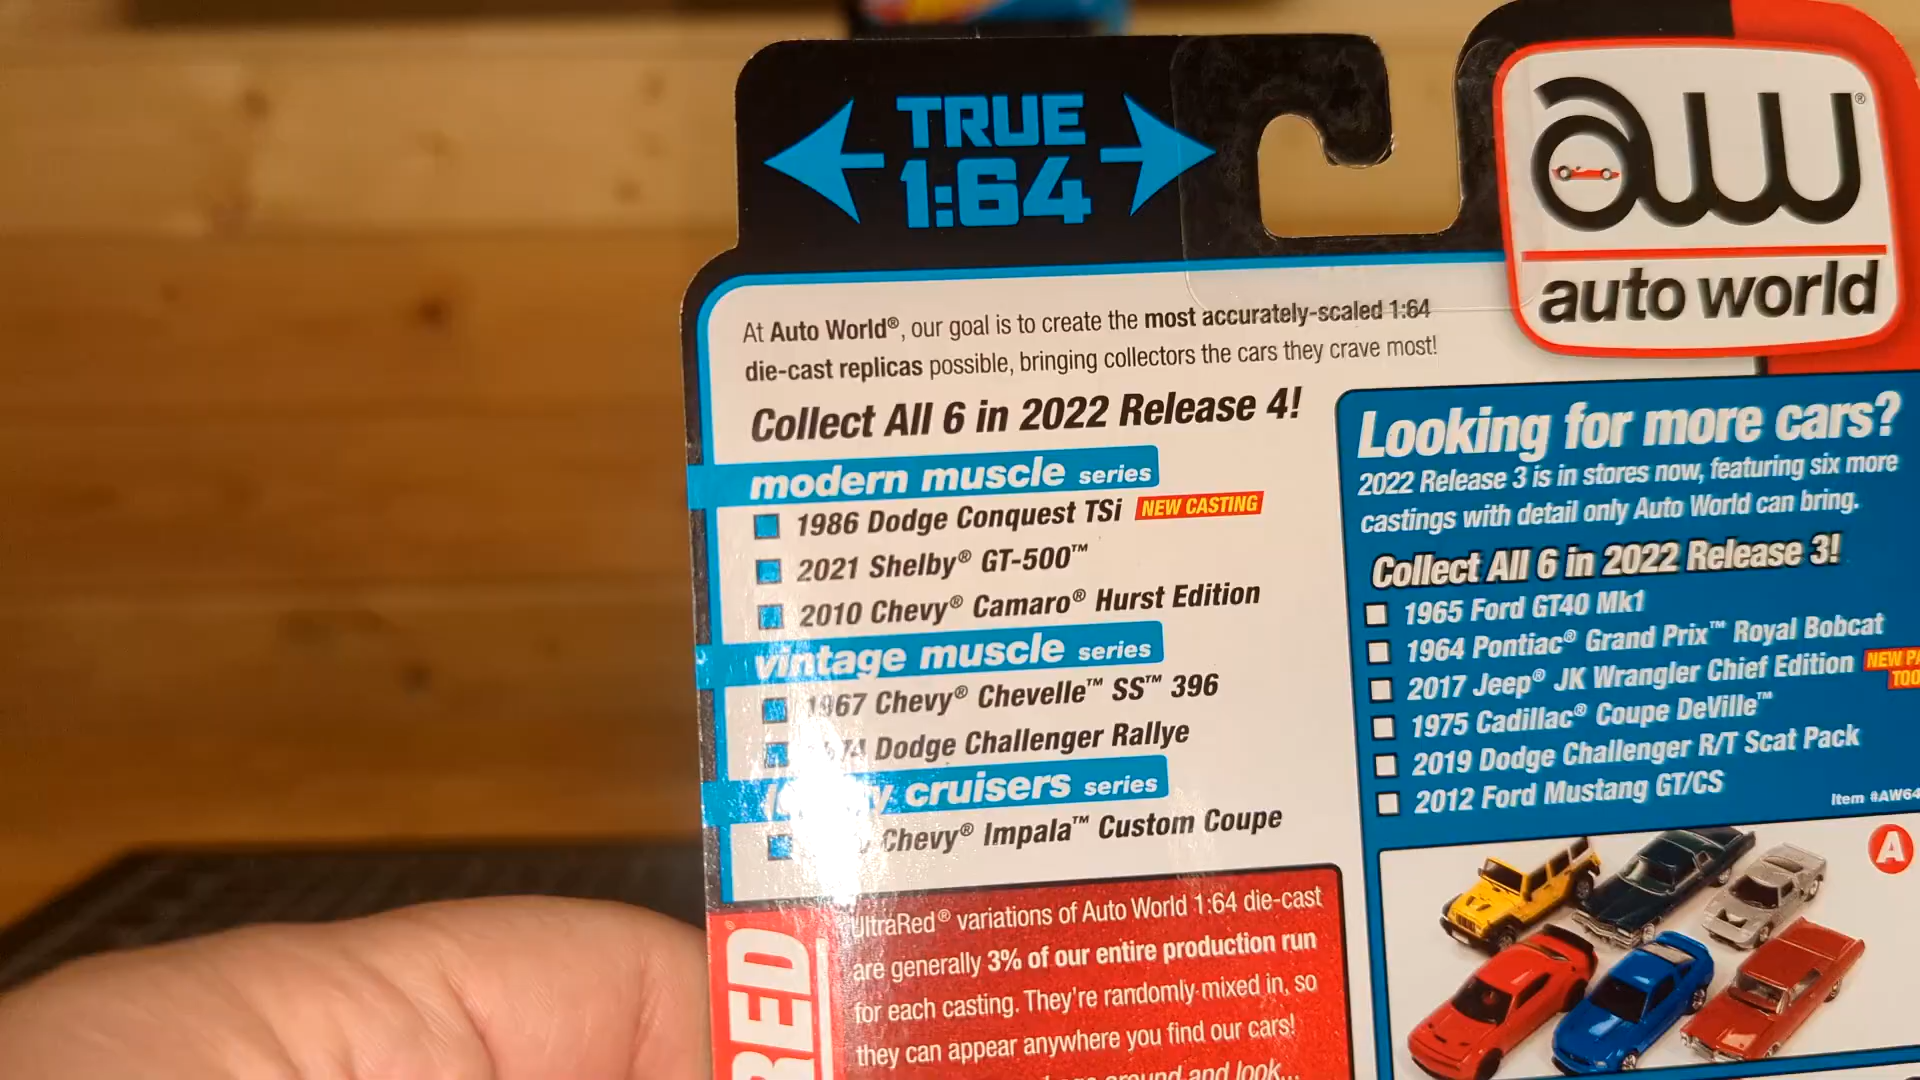 TRUE
1:64
aw®
auto world
At Auto World®, our goal is to create the most accurately-scaled 1:64
die-cast replicas possible, bringing collectors the cars they crave most!
Collect All 6 in 2022 Release 4!
modern muscle series
1986 Dodge Conquest TSi NEW CASTING
2021 Shelby® GT-500™
2010 Chevy® Camaro® Hurst Edition
vintage muscle series
1967 Chevy® Chevelle™ SS™ 396
Dodge Challenger Rallye
cruisers series
Chevy® Impala™ Custom Coupe
RED®
UltraRed® variations of Auto World 1:64 die-cast
are generally 3% of our entire production run
for each casting. They're randomly mixed in, so
they can appear anywhere you find our cars!
around and look...
Looking for more cars?
2022 Release 3 is in stores now, featuring six more
castings with detail only Auto World can bring.
Collect All 6 in 2022 Release 3!
1965 Ford GT40 Mk1
1964 Pontiac® Grand Prix™ Royal Bobcat
2017 Jeep® JK Wrangler Chief Edition NEW
1975 Cadillac® Coupe DeVille™
2019 Dodge Challenger R/T Scat Pack
2012 Ford Mustang GT/CS
Item #AW64
A